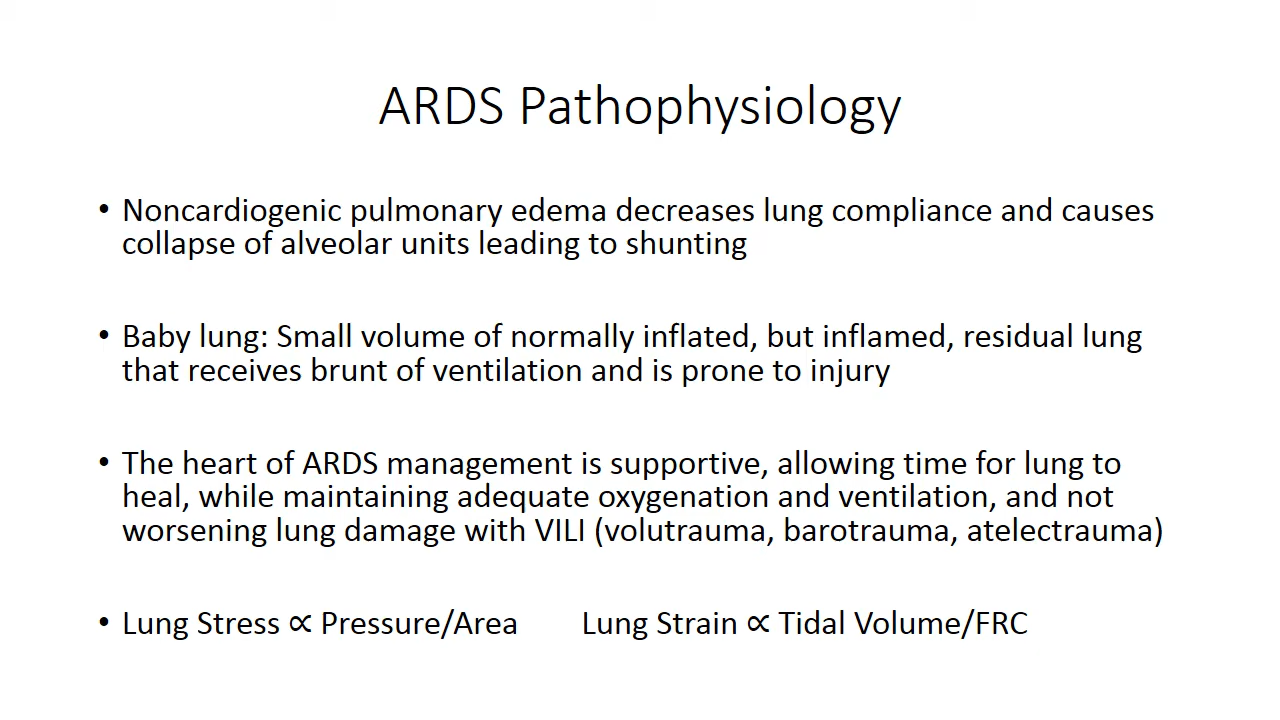 ARDS Pathophysiology
• Noncardiogenic pulmonary edema decreases lung compliance and causes
collapse of alveolar units leading to shunting
• Baby lung: Small volume of normally inflated, but inflamed, residual lung
that receives brunt of ventilation and is prone to injury
• The heart of ARDS management is supportive, allowing time for lung to
heal, while maintaining adequate oxygenation and ventilation, and not
worsening lung damage with VILI (volutrauma, barotrauma, atelectrauma)
• Lung Stress ∝ Pressure/Area Lung Strain ∝ Tidal Volume/FRC